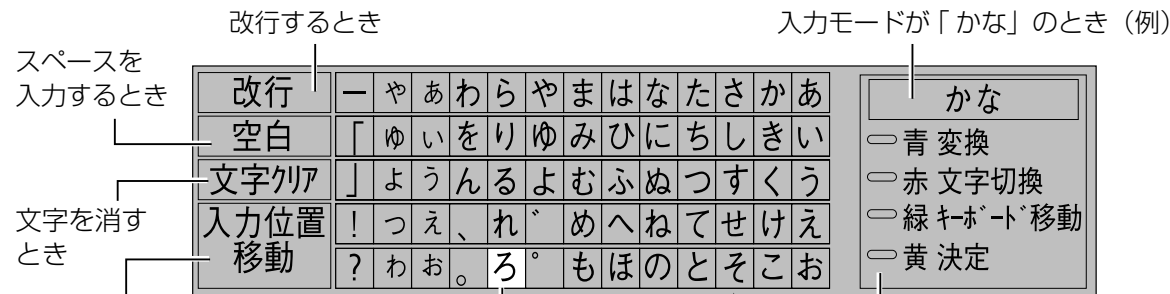 改行するとき
入力モードが「かな」のとき（例）
スペースを
入力するとき
文字を消す
とき
改行 ー ゃ ぁ わ ら や ま は な た さ か あ
空白 「 ゅ ぃ を り ゆ み ひ に ち し き い
文字クリア 」 ょ ぅ ん る よ む ふ ぬ つ す く う
入力位置
移動
! っ ぇ 、 れ ゛ め へ ね て せ け え
? ゎ ぉ 。 ろ ゜ も ほ の と そ こ お
かな
青 変換
赤 文字切換
緑 キーボード移動
黄 決定